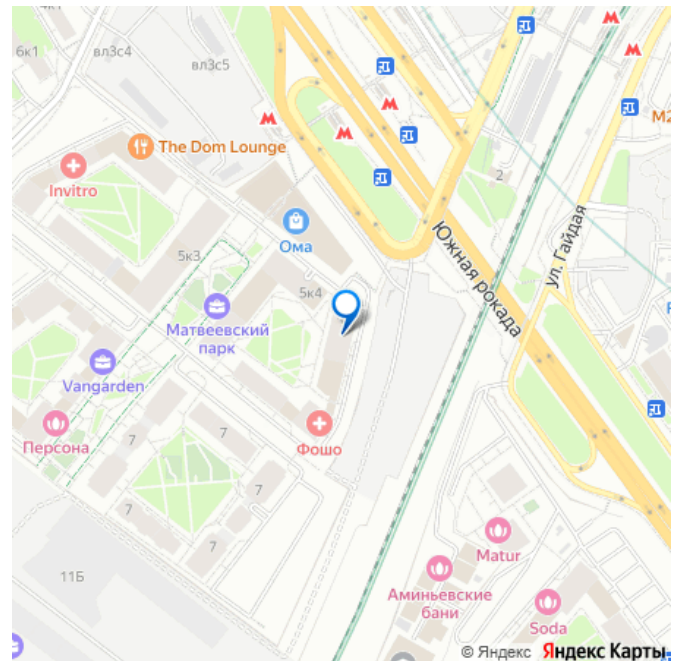 6к1
вл3с4
вл3с5
The Dom Lounge
Invitro
M2
2
Ома
5к3
5к4
Южная рокада
ул. Гайдая
Матвеевский
парк
Vangarden
Персона
7
7
7
7
Фошо
11Б
Matur
Аминьевские
бани
Soda
© Яндекс Яндекс Карты